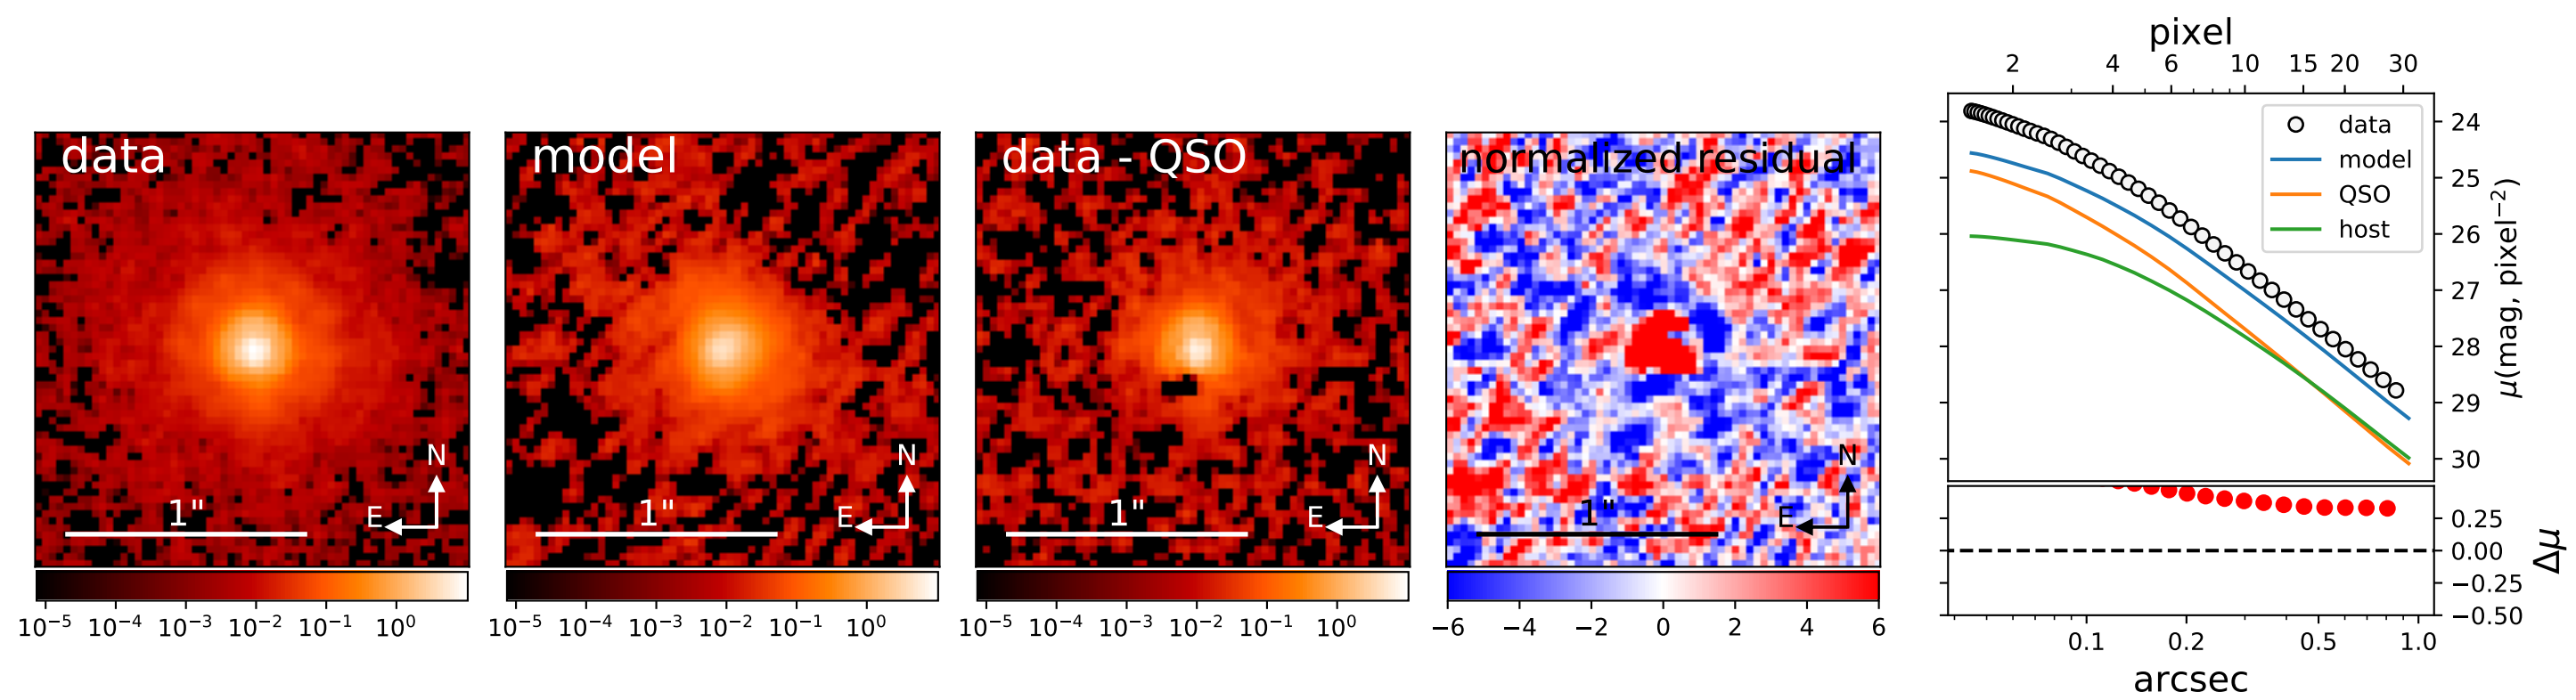 data
1"
N
E
10⁻⁵ 10⁻⁴ 10⁻³ 10⁻² 10⁻¹ 10⁰
model
1"
N
E
10⁻⁵ 10⁻⁴ 10⁻³ 10⁻² 10⁻¹ 10⁰
data - QSO
1"
N
E
10⁻⁵ 10⁻⁴ 10⁻³ 10⁻² 10⁻¹ 10⁰
normalized residual
1"
N
E
−6 −4 −2 0 2 4 6
pixel
2 4 6 10 15 20 30
data
model
QSO
host
24
25
26
27
28
29
30
μ(mag, pixel⁻²)
0.25
0.00
−0.25
−0.50
Δμ
0.1 0.2 0.5 1.0
arcsec